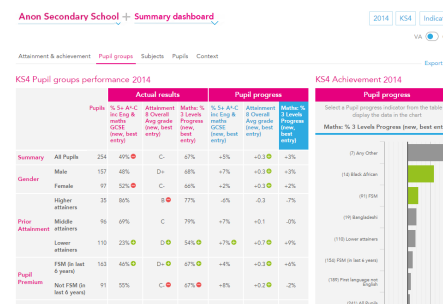 Anon Secondary School + Summary dashboard
2014 KS4 Indica
VA
Attainment & achievement Pupil groups Subjects Pupils Context
Export
KS4 Pupil groups performance 2014
KS4 Achievement 2014
Actual results Pupil progress
Pupils % 5+ A*-C inc Eng & maths GCSE (new, best entry) Attainment 8 Overall Avg grade (new, best entry) Maths: % 3 Levels Progress (new, best entry) % 5+ A*-C inc Eng & maths GCSE (new, best entry) Attainment 8 Overall Avg grade (new, best entry) Maths: % 3 Levels Progress (new, best entry)
Summary All Pupils 254 49% C- 67% +5% +0.3 +3%
Gender
Male 157 48% D+ 68% +7% +0.3 +3%
Female 97 52% C- 66% +2% +0.3 +2%
Prior Attainment
Higher attainers 35 86% B 77% -6% -0.3 -7%
Middle attainers 96 69% C 79% +7% +0.1 -0%
Lower attainers 110 23% D 54% +7% +0.7 +9%
Pupil Premium
FSM (in last 6 years) 163 46% D+ 67% +4% +0.3 +6%
Not FSM (in last 6 years) 91 55% C- 67% +8% +0.2 -2%
Pupil progress
Select a Pupil progress indicator from the table
display the data in the chart
Maths: % 3 Levels Progress (new, best ent
(7) Any Other
(14) Black African
(91) FSM
(19) Bangladeshi
(110) Lower attainers
(154) FSM (in last 6 years)
(189) First language not
English
(241) All Pupils